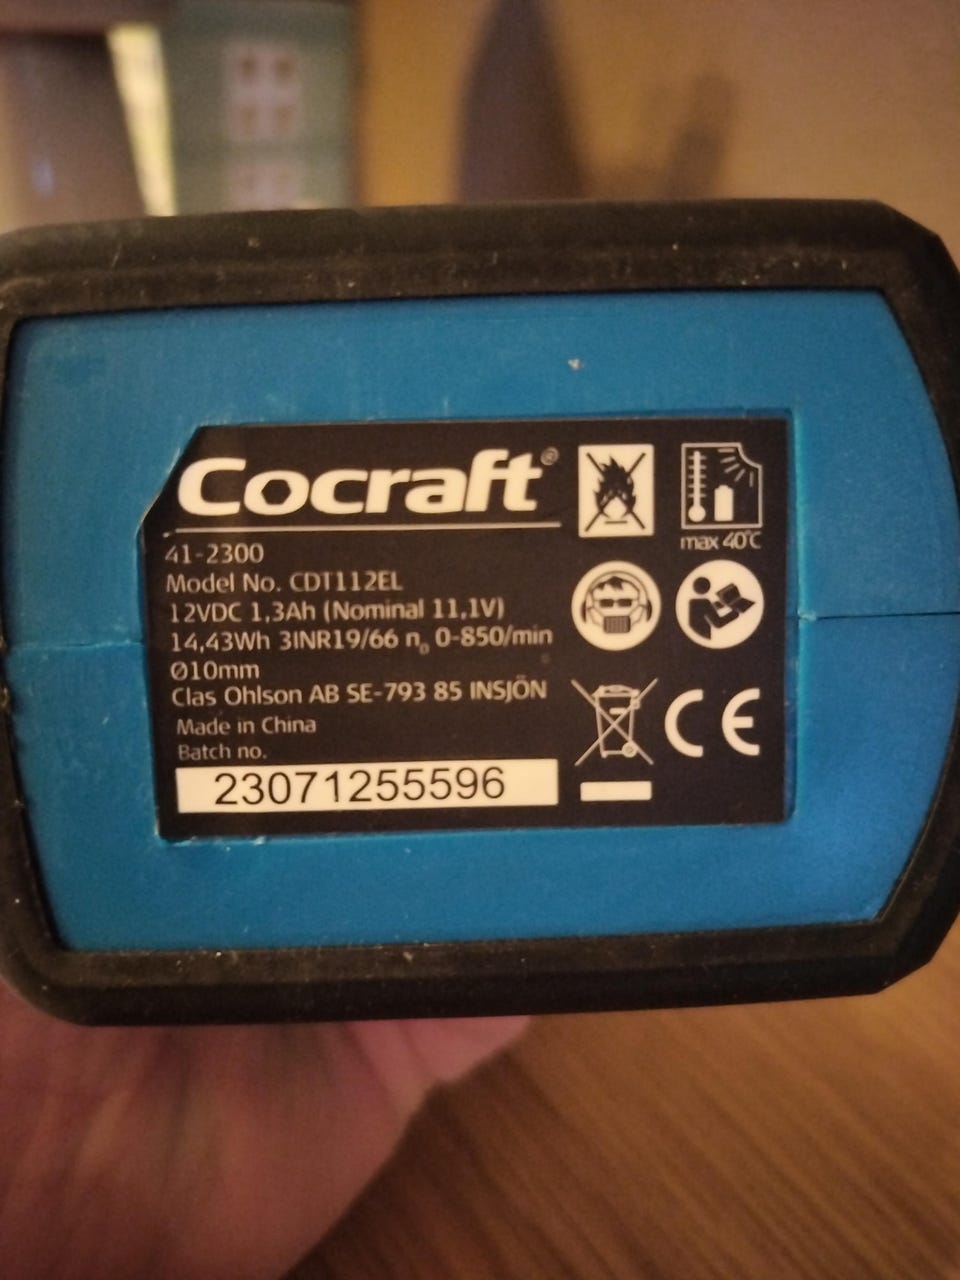 Cocraft®
41-2300
Model No. CDT112EL
12VDC 1,3Ah (Nominal 11,1V)
14,43Wh 3INR19/66 n₀ 0-850/min
Ø10mm
Clas Ohlson AB SE-793 85 INSJÖN
Made in China
Batch no.
23071255596
max 40°C
CE